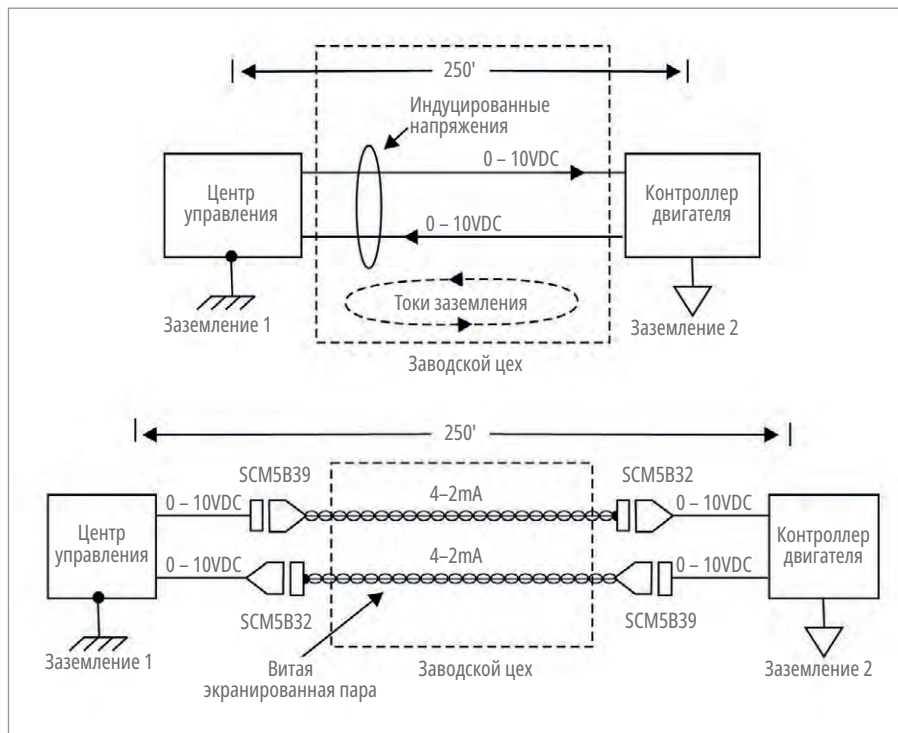 250'
Индуцированные
напряжения
0 – 10VDC
Центр
управления
Контроллер
двигателя
0 – 10VDC
Токи заземления
Заземление 1
Заземление 2
Заводской цех
250'
SCM5B39
SCM5B32
0 – 10VDC
4–2mA
0 – 10VDC
Центр
управления
Контроллер
двигателя
0 – 10VDC
4–2mA
0 – 10VDC
SCM5B32
SCM5B39
Заземление 1
Витая
экранированная пара
Заводской цех
Заземление 2